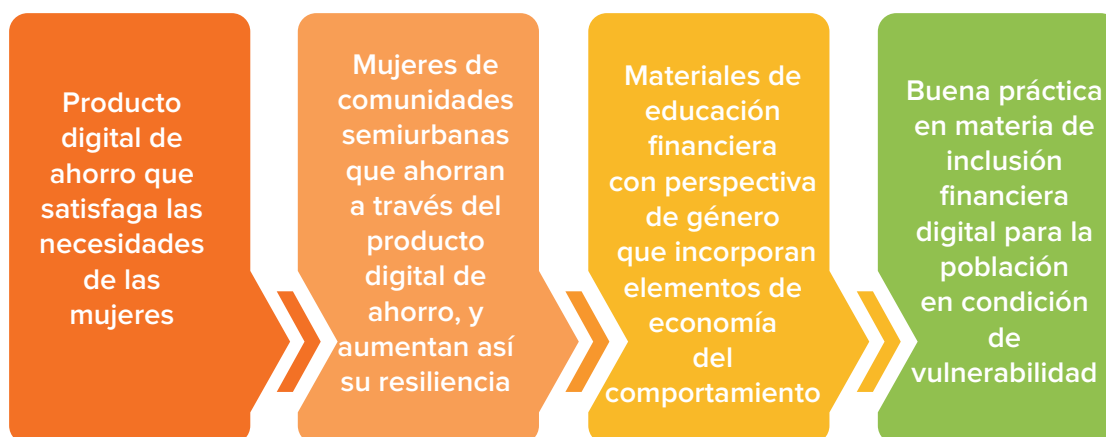 Producto
digital de
ahorro que
satisfaga las
necesidades
de las
mujeres
Mujeres de
comunidades
semiurbanas
que ahorran
a través del
producto
digital de
ahorro, y
aumentan así
su resiliencia
Materiales de
educación
financiera
con perspectiva
de género
que incorporan
elementos de
economía
del
comportamiento
Buena práctica
en materia de
inclusión
financiera
digital para la
población
en condición
de
vulnerabilidad